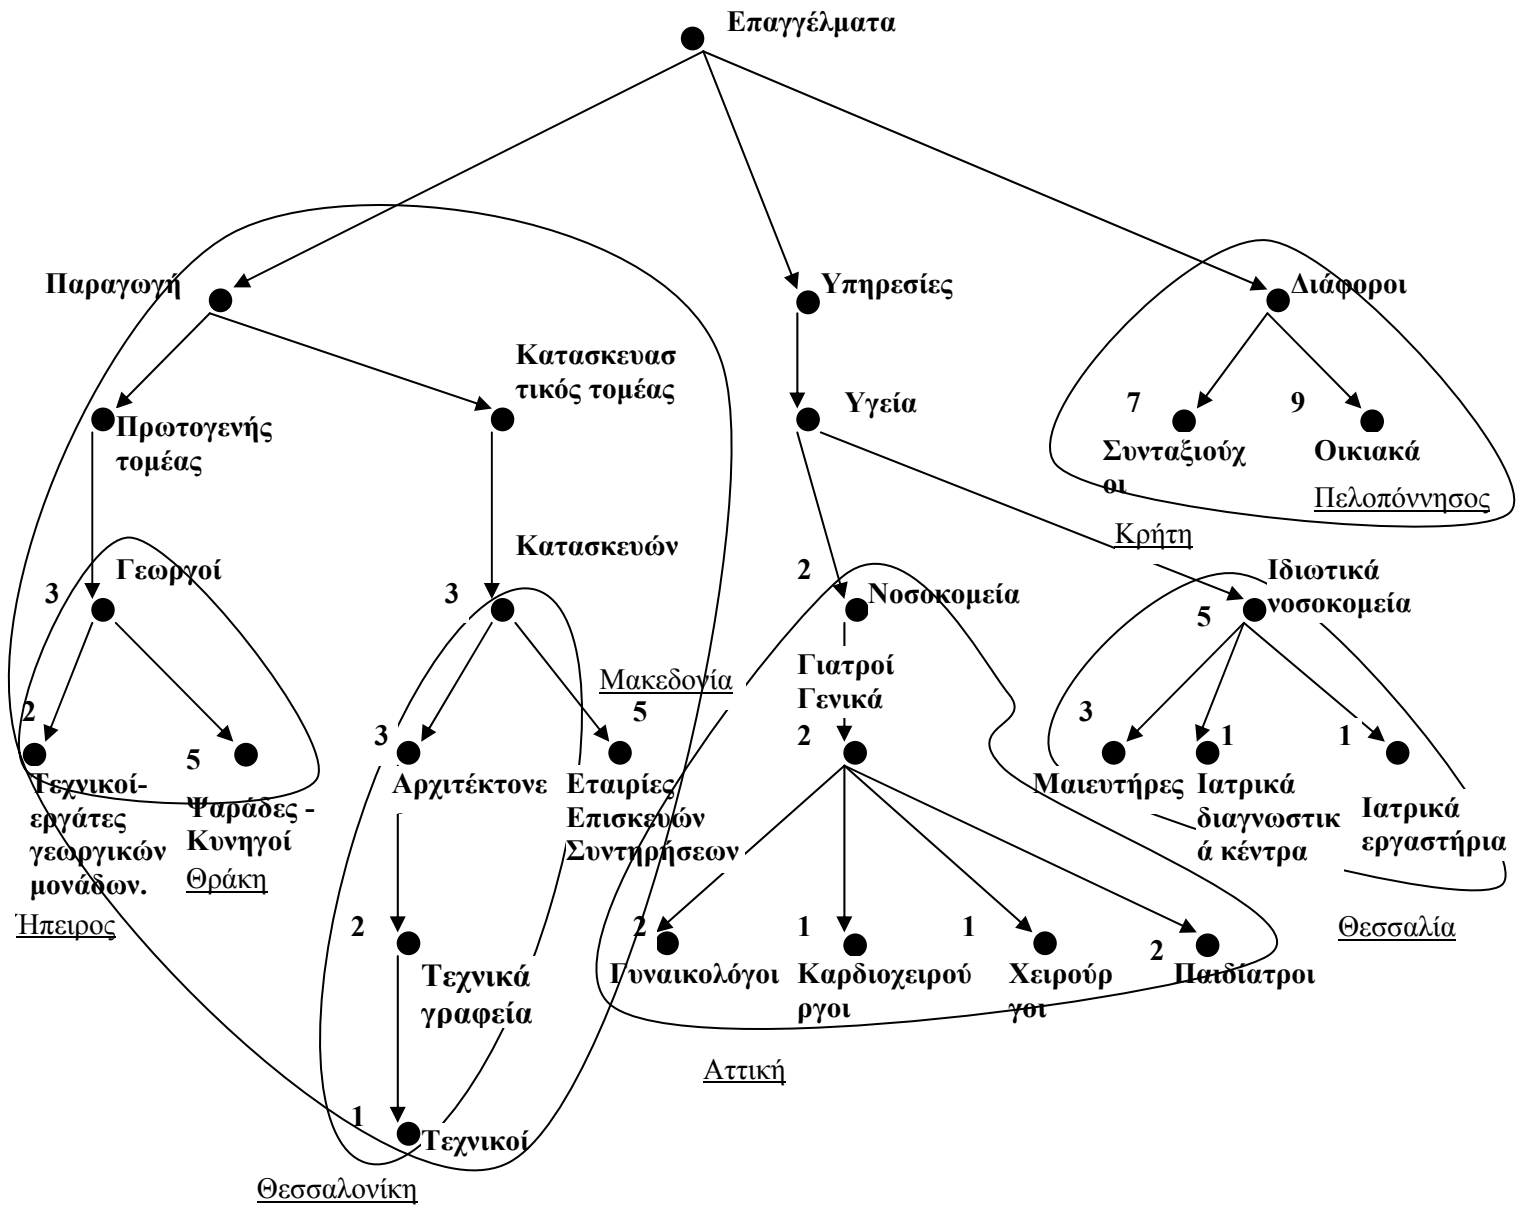 Επαγγέλματα
Παραγωγή
Υπηρεσίες
Διάφοροι
Κατασκευασ
τικός τομέας
Πρωτογενής
τομέας
Υγεία
7
Συνταξιούχ
οι
9
Οικιακά
Πελοπόννησος
Κρήτη
Γεωργοί
3
Κατασκευών
3
2
Νοσοκομεία
Ιδιωτικά
νοσοκομεία
5
Μακεδονία
Γιατροί
Γενικά
2
2
Τεχνικοί-
εργάτες
γεωργικών
μονάδων.
Ήπειρος
5
Ψαράδες -
Κυνηγοί
Θράκη
3
Αρχιτέκτονε
5
Εταιρίες
Επισκευών
Συντηρήσεων
3
Μαιευτήρες
1
Ιατρικά
διαγνωστικ
ά κέντρα
1
Ιατρικά
εργαστήρια
Θεσσαλία
2
Τεχνικά
γραφεία
2
Γυναικολόγοι
1
Καρδιοχειρού
ργοι
1
Χειρούρ
γοι
2
Παιδίατροι
Αττική
1
Τεχνικοί
Θεσσαλονίκη